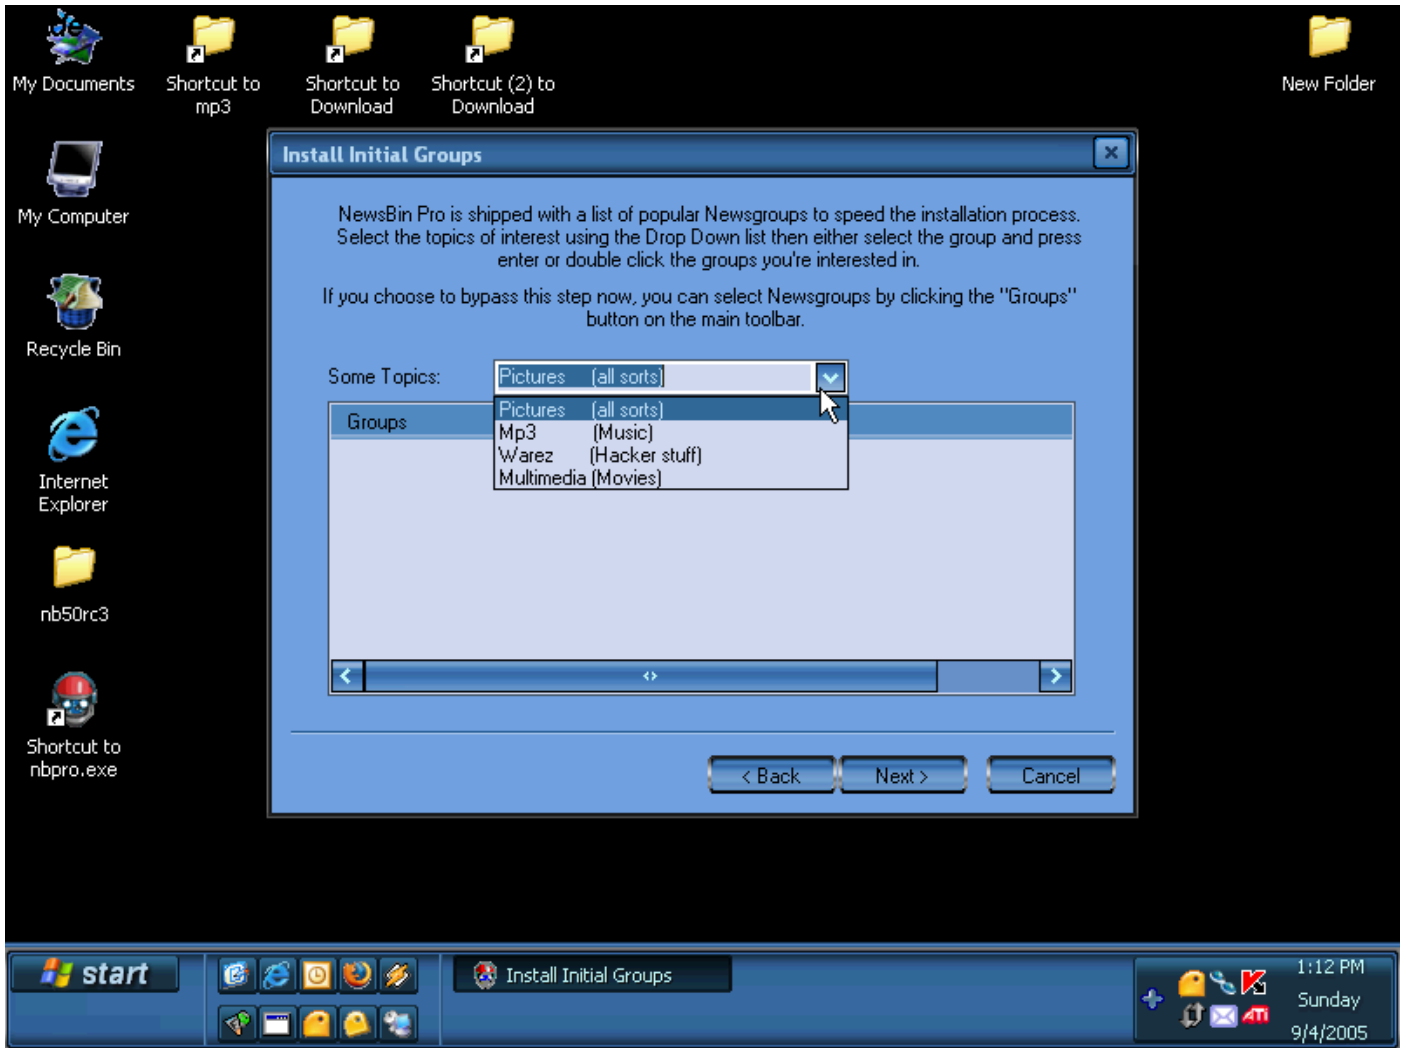 My Documents
Shortcut to
mp3
Shortcut to
Download
Shortcut (2) to
Download
New Folder
My Computer
Recycle Bin
Internet
Explorer
nb50rc3
Shortcut to
nbpro.exe
Install Initial Groups
NewsBin Pro is shipped with a list of popular Newsgroups to speed the installation process.
Select the topics of interest using the Drop Down list then either select the group and press
enter or double click the groups you're interested in.
If you choose to bypass this step now, you can select Newsgroups by clicking the "Groups"
button on the main toolbar.
Some Topics:
Pictures (all sorts)
Groups
Pictures (all sorts)
Mp3 (Music)
Warez (Hacker stuff)
Multimedia (Movies)
< Back
Next >
Cancel
start
Install Initial Groups
ATI
1:12 PM
Sunday
9/4/2005